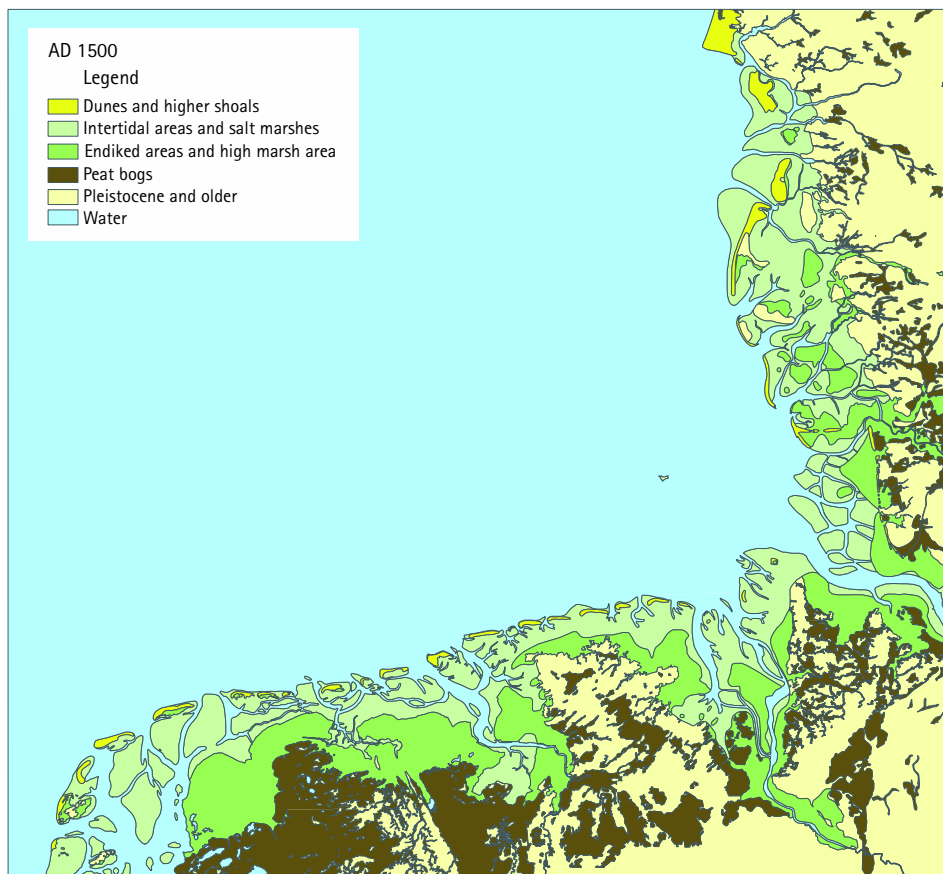 AD 1500
Legend
Dunes and higher shoals
Intertidal areas and salt marshes
Endiked areas and high marsh area
Peat bogs
Pleistocene and older
Water